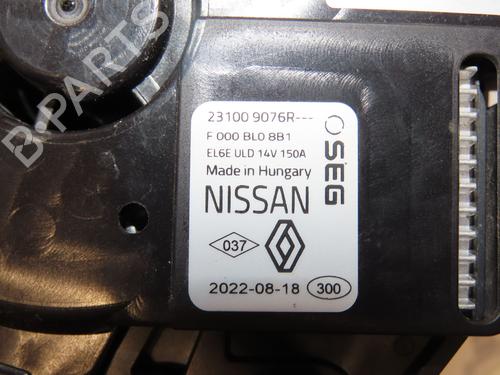 B-PARTS
23100 9076R---
F 000 BL0 8B1
EL6E ULD 14V 150A
Made in Hungary
NISSAN
SEG
037
2022-08-18 300